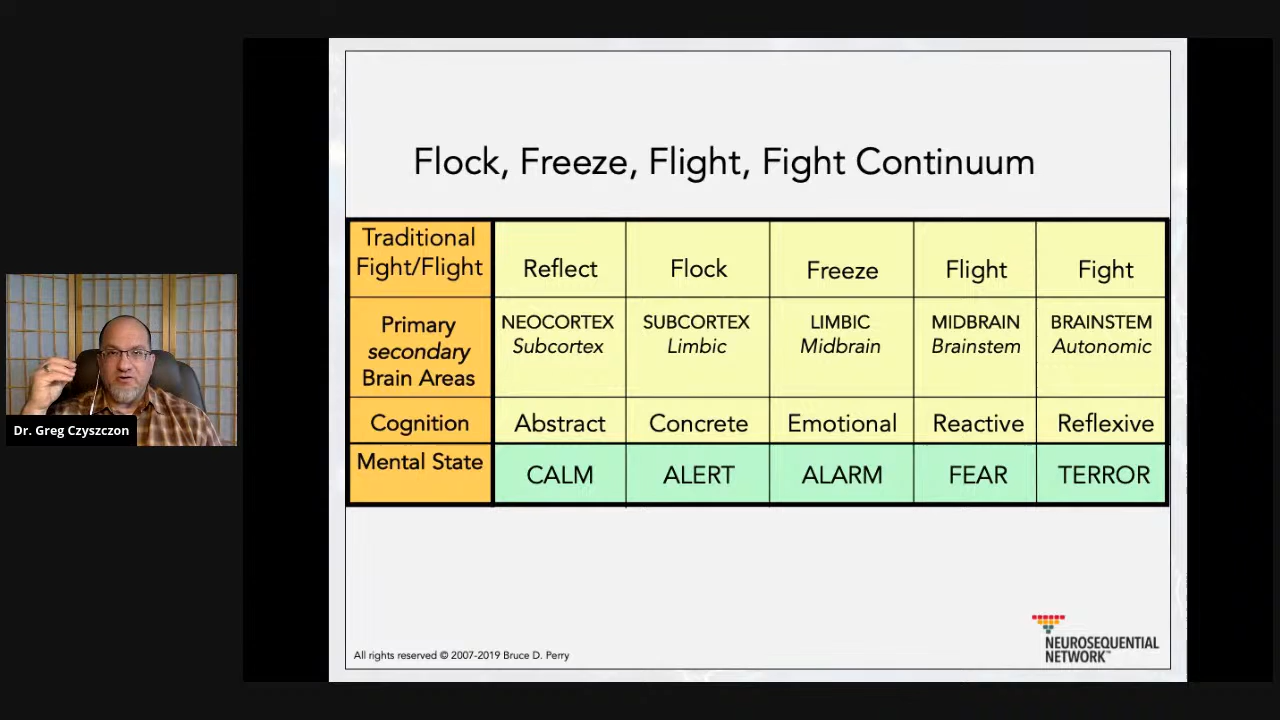 Flock, Freeze, Flight, Fight Continuum
Traditional
Fight/Flight
Reflect
Flock
Freeze
Flight
Fight
Primary
secondary
Brain Areas
NEOCORTEX
Subcortex
SUBCORTEX
Limbic
LIMBIC
Midbrain
MIDBRAIN
Brainstem
BRAINSTEM
Autonomic
Cognition
Abstract
Concrete
Emotional
Reactive
Reflexive
Mental State
CALM
ALERT
ALARM
FEAR
TERROR
Dr. Greg Czyszczon
All rights reserved © 2007-2019 Bruce D. Perry
NEUROSEQUENTIAL
NETWORK™